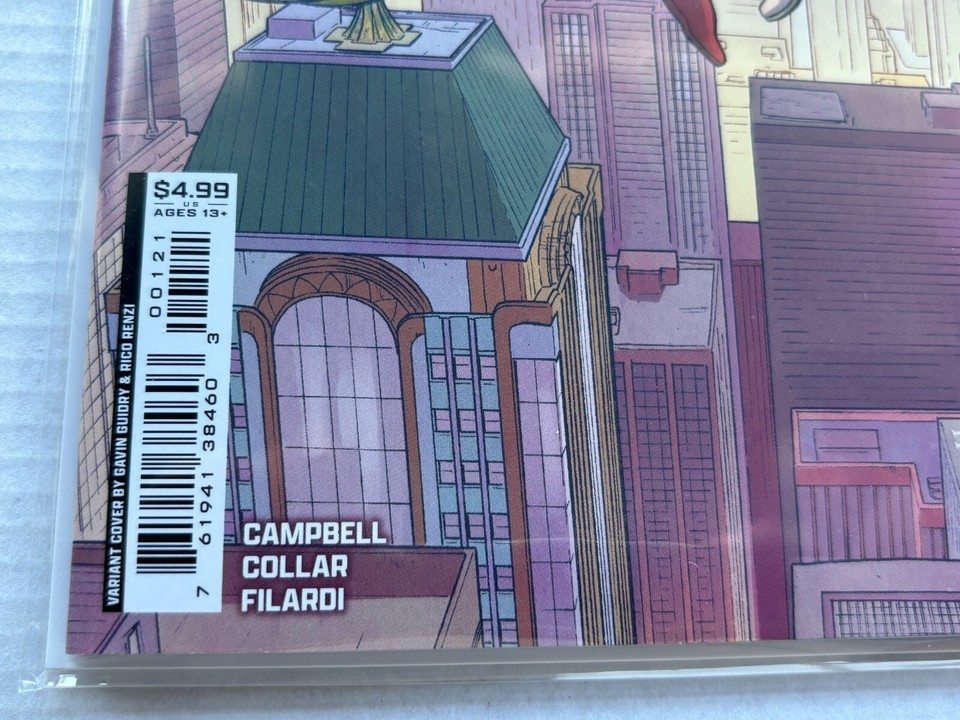 $4.99
US
AGES 13+
00121
7 61941 38460 3
VARIANT COVER BY GAVIN GUIDRY & RICO RENZI
CAMPBELL
COLLAR
FILARDI